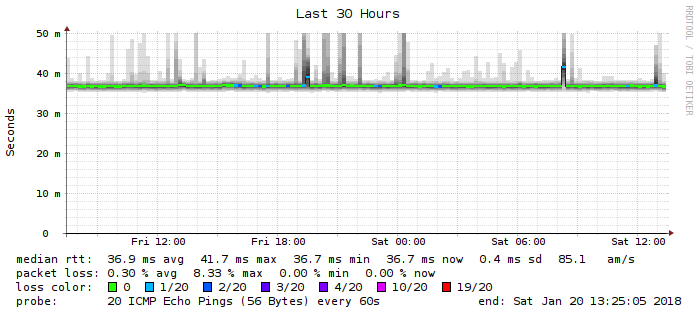 Last 30 Hours
RRDTOOL / TOBI OETIKER
Seconds
50 m
40 m
30 m
20 m
10 m
0
Fri 12:00 Fri 18:00 Sat 00:00 Sat 06:00 Sat 12:00
median rtt: 36.9 ms avg 41.7 ms max 36.7 ms min 36.7 ms now 0.4 ms sd 85.1 am/s
packet loss: 0.30 % avg 8.33 % max 0.00 % min 0.00 % now
loss color: 0 1/20 2/20 3/20 4/20 10/20 19/20
probe: 20 ICMP Echo Pings (56 Bytes) every 60s end: Sat Jan 20 13:25:05 2018